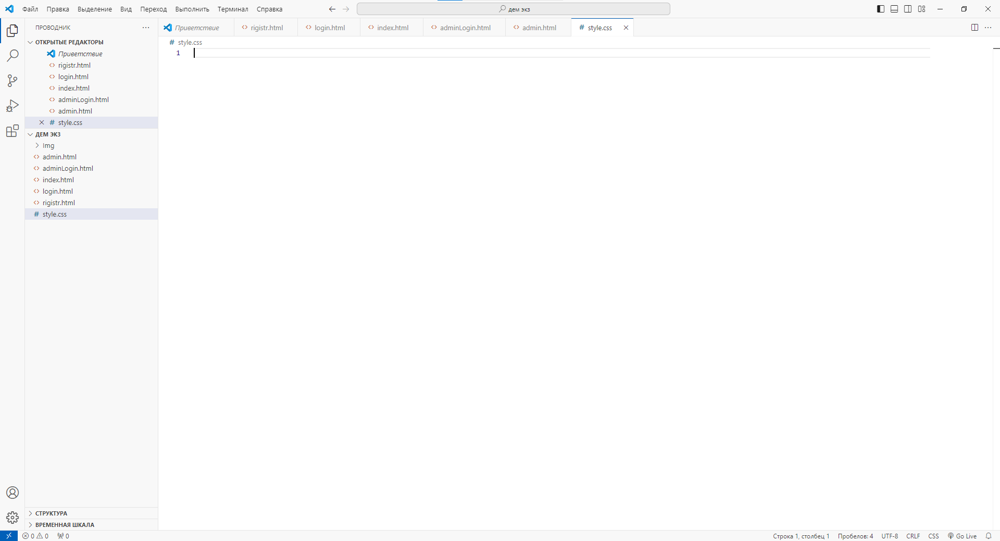 Файл Правка Выделение Вид Переход Выполнить Терминал Справка
дем экз
ПРОВОДНИК
ОТКРЫТЫЕ РЕДАКТОРЫ
Приветствие
rigistr.html
login.html
index.html
adminLogin.html
admin.html
style.css
ДЕМ ЭКЗ
Img
admin.html
adminLogin.html
index.html
login.html
rigistr.html
style.css
СТРУКТУРА
ВРЕМЕННАЯ ШКАЛА
Приветствие rigistr.html login.html index.html adminLogin.html admin.html style.css
style.css
1
0 0 0
Строка 1, столбец 1 Пробелов: 4 UTF-8 CRLF CSS Go Live